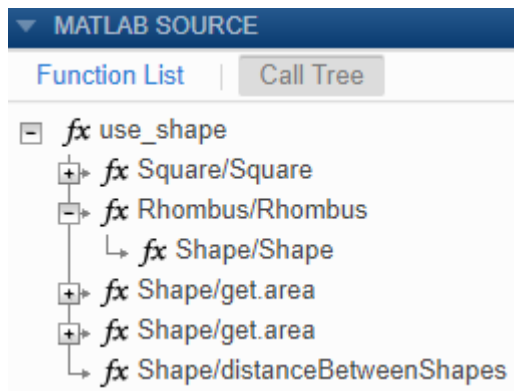 MATLAB SOURCE
Function List | Call Tree
fx use_shape
fx Square/Square
fx Rhombus/Rhombus
fx Shape/Shape
fx Shape/get.area
fx Shape/get.area
fx Shape/distanceBetweenShapes